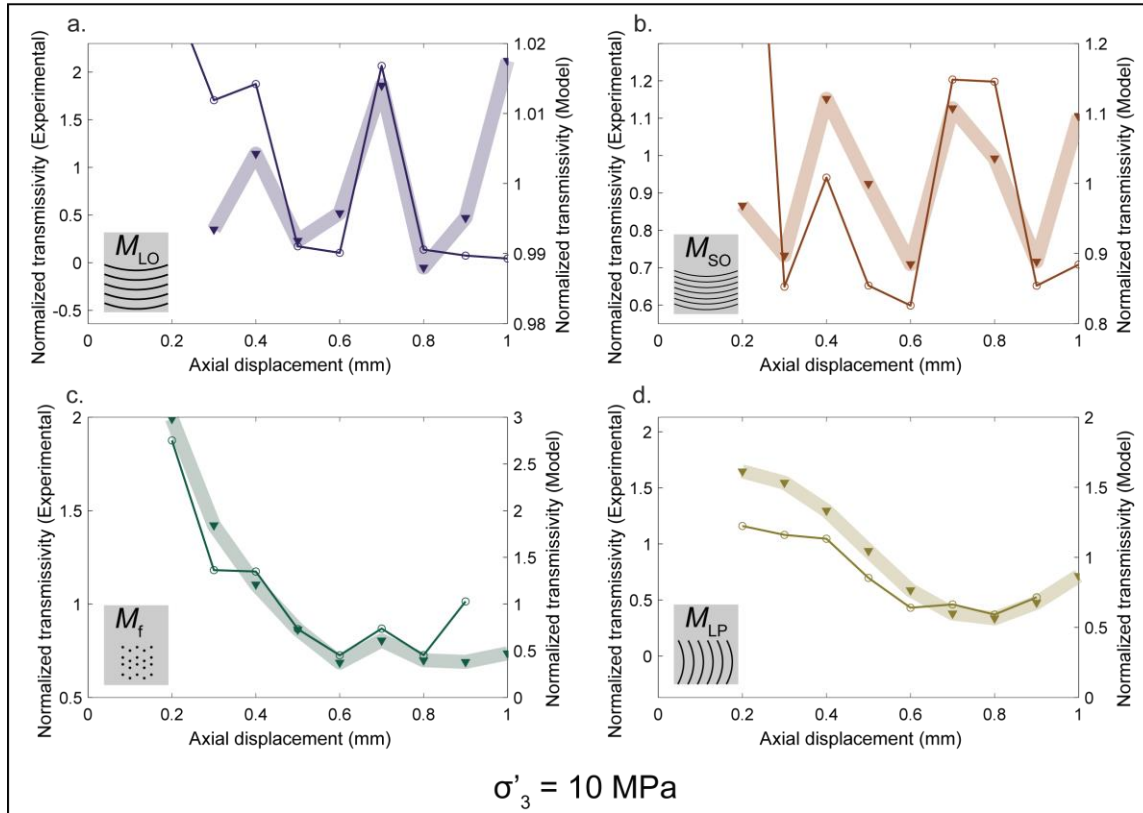 a.
Normalized transmissivity (Experimental)
2
1.5
1
0.5
0
-0.5
1.02
1.01
1
0.99
0.98
Normalized transmissivity (Model)
M LO
0 0.2 0.4 0.6 0.8 1
Axial displacement (mm)
b.
Normalized transmissivity (Experimental)
1.2
1.1
1
0.9
0.8
0.7
0.6
1.2
1.1
1
0.9
0.8
Normalized transmissivity (Model)
M SO
0 0.2 0.4 0.6 0.8 1
Axial displacement (mm)
c.
Normalized transmissivity (Experimental)
2
1.5
1
0.5
3
2.5
2
1.5
1
0.5
0
Normalized transmissivity (Model)
M f
0 0.2 0.4 0.6 0.8 1
Axial displacement (mm)
d.
Normalized transmissivity (Experimental)
2
1.5
1
0.5
0
2
1.5
1
0.5
0
Normalized transmissivity (Model)
M LP
0 0.2 0.4 0.6 0.8 1
Axial displacement (mm)
σ'3 = 10 MPa